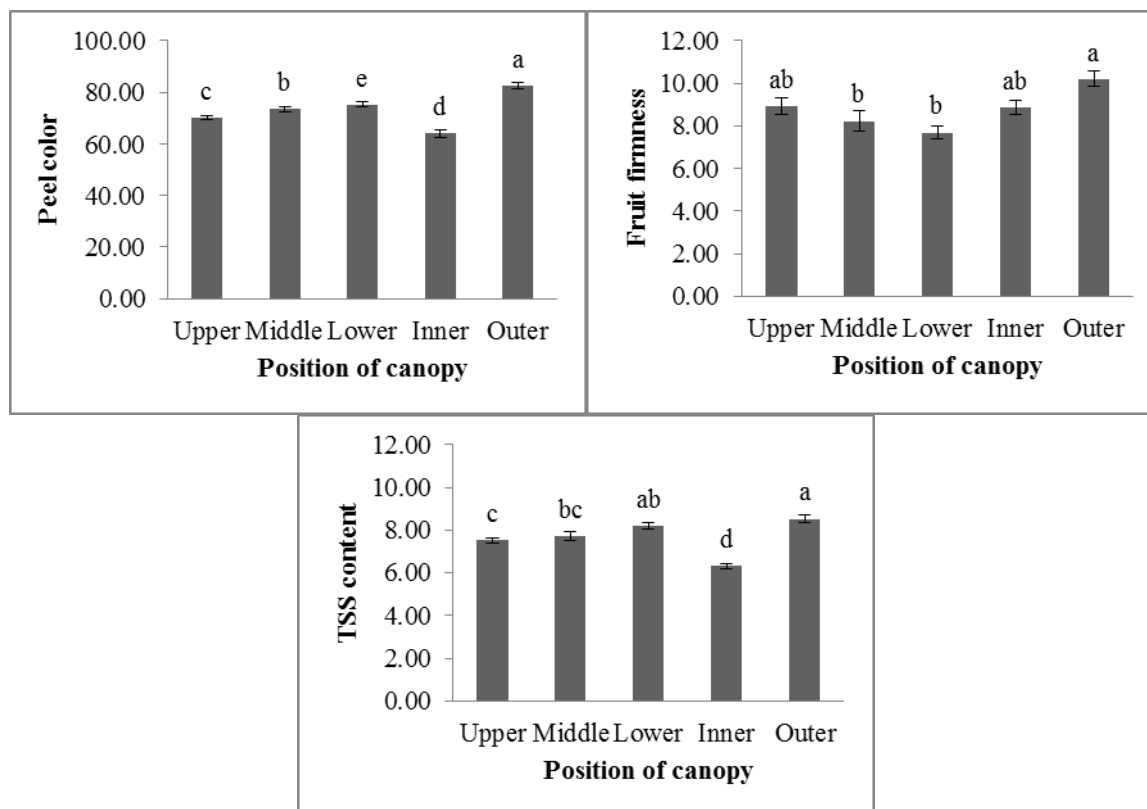 100.00
80.00
60.00
40.00
20.00
0.00
Peel color
c b e d a
Upper Middle Lower Inner Outer
Position of canopy
12.00
10.00
8.00
6.00
4.00
2.00
0.00
Fruit firmness
ab b b ab a
Upper Middle Lower Inner Outer
Position of canopy
12.00
10.00
8.00
6.00
4.00
2.00
0.00
TSS content
c bc ab d a
Upper Middle Lower Inner Outer
Position of canopy